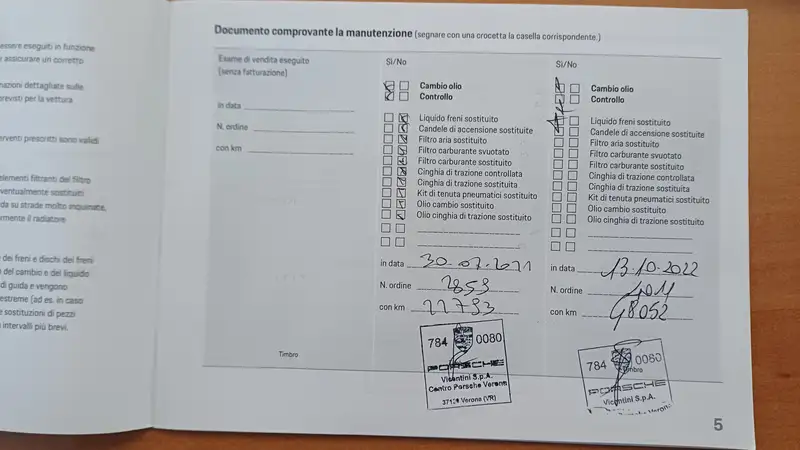 essere eseguiti in funzione
assicurare un corretto
mazioni dettagliate sulle
previsti per la vettura
erventi prescritti sono validi
elementi filtranti del filtro
ventualmente sostituiti
da su strade molto inquinate,
rmente il radiatore
dei freni e dischi dei freni
del cambio e del liquido
di guida e vengono
estreme (ad es. in caso
sostituzioni di pezzi
intervalli più brevi.
Documento comprovante la manutenzione (segnare con una crocetta la casella corrispondente.)
Esame di vendita eseguito
(senza fatturazione)
in data
N. ordine
con km
Timbro
Sì/No
Cambio olio
Controllo
Liquido freni sostituito
Candele di accensione sostituite
Filtro aria sostituito
Filtro carburante svuotato
Filtro carburante sostituito
Cinghia di trazione controllata
Cinghia di trazione sostituita
Kit di tenuta pneumatici sostituito
Olio cambio sostituito
Olio cinghia di trazione sostituito
in data 30.07.2021
N. ordine 2859
con km 22793
784 0080
PORSCHE
Vicentini S.p.A.
Centro Porsche Verona
Verona (VR)
Sì/No
Cambio olio
Controllo
Liquido freni sostituito
Candele di accensione sostituite
Filtro aria sostituito
Filtro carburante svuotato
Filtro carburante sostituito
Cinghia di trazione controllata
Cinghia di trazione sostituita
Kit di tenuta pneumatici sostituito
Olio cambio sostituito
Olio cinghia di trazione sostituito
in data 13.10.2022
N. ordine 4011
con km 48052
784 0080
Timbro
PORSCHE
Vicentini S.p.A.
Verona
5